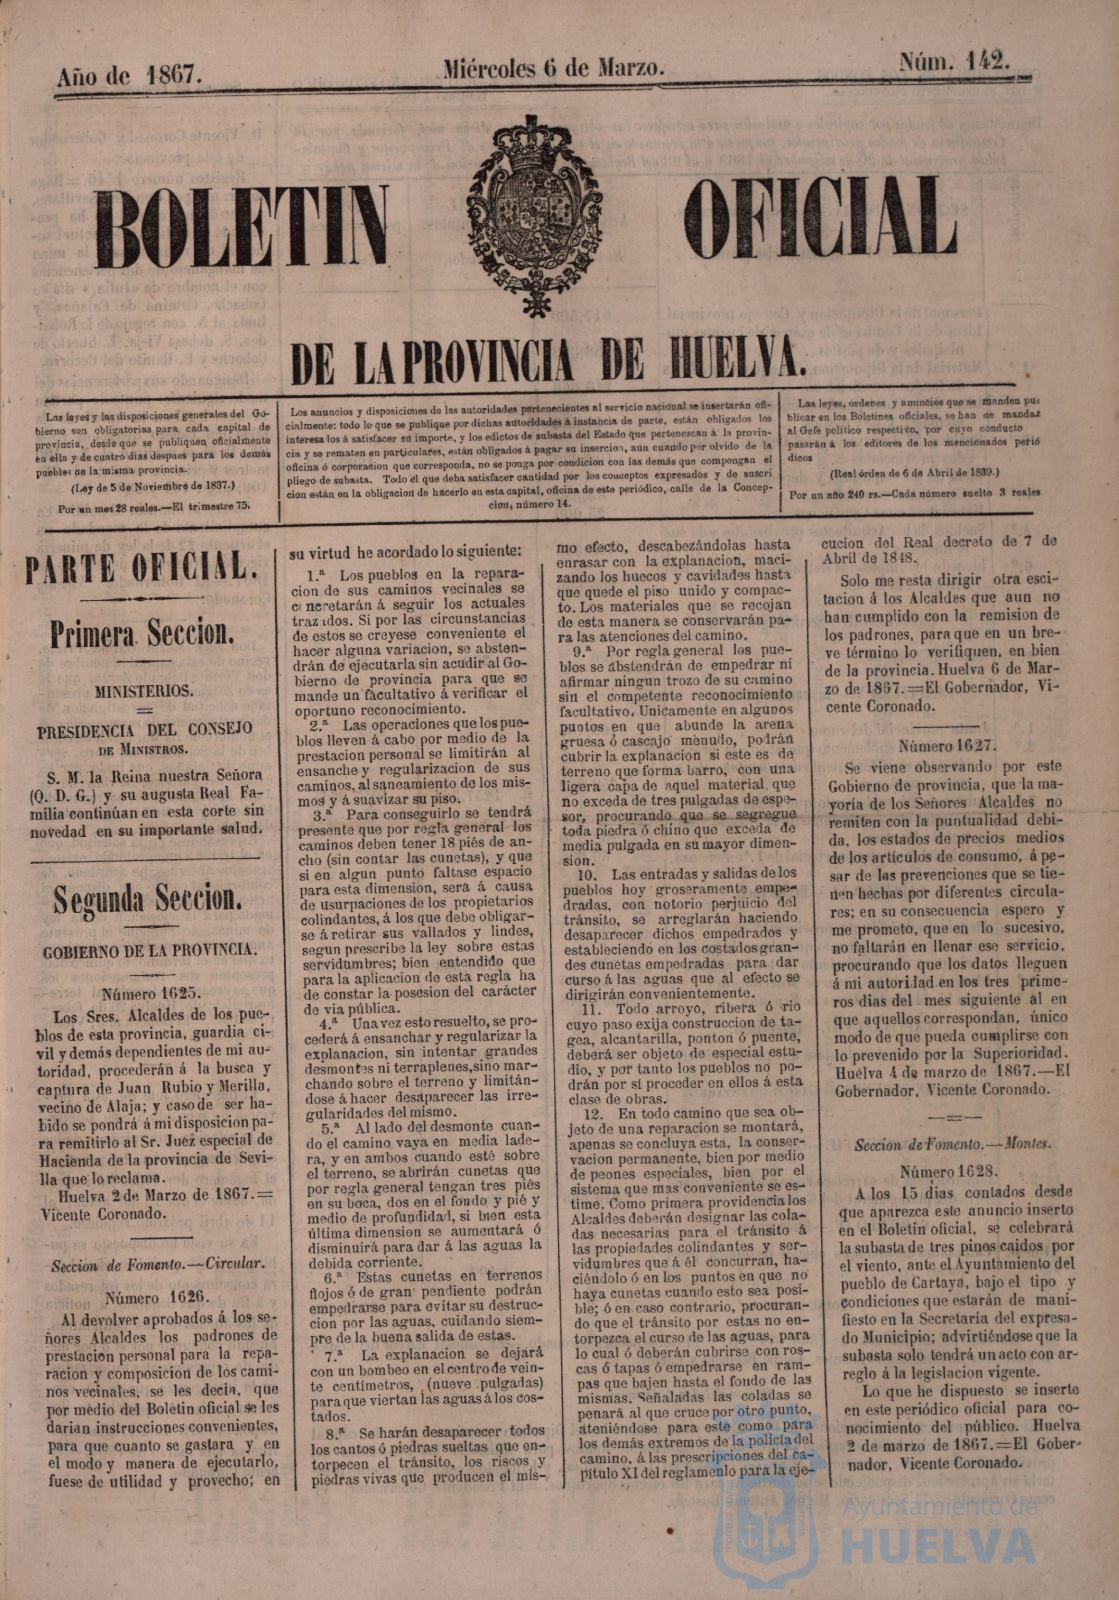 Año de 1867.
Miércoles 6 de Marzo.
Núm. 142.
BOLETIN OFICIAL
DE LA PROVINCIA DE HUELVA.
Las leyes y las disposiciones generales del Go-
bierno son obligatorias para cada capital de
provincia, desde que se publiquen oficialmente
en ella y de cuatro dias despues para los demás
pueblos de la misma provincia.
(Ley de 5 de Noviembre de 1837.)
Por un mes 28 reales.—El trimestre 75.
Los anuncios y disposiciones de las autoridades pertenecientes al servicio nacional se insertarán ofi-
cialmente: todo lo que se publique por dichas autoridades á instancia de parte, están obligados los
interesados á satisfacer su importe, y los edictos de subasta del Estado que pertenezcan á la provin-
cia y se rematen en particulares, están obligados á pagar su insercion, aun cuando por olvido de la
oficina ó corporacion que corresponda, no se ponga por condicion con las demás que compongan el
pliego de subasta. Todo el que deba satisfacer cantidad por los conceptos expresados y de suscri
cion están en la obligacion de hacerlo en esta capital, oficina de este periódico, calle de la Concep-
cion, número 14.
Las leyes, órdenes y anuncios que se manden pu
blicar en los Boletines oficiales, se han de mandar
al Gefe político respectivo, por cuyo conducto
pasarán á los editores de los mencionados perió
dicos
(Real órden de 6 de Abril de 1839.)
Por un año 240 rs.—Cada número suelto 3 reales
PARTE OFICIAL.
Primera Seccion.
MINISTERIOS.
PRESIDENCIA DEL CONSEJO
DE MINISTROS.
S. M. la Reina nuestra Señora
(Q. D. G.) y su augusta Real Fa-
milia continúan en esta corte sin
novedad en su importante salud.
Segunda Seccion.
GOBIERNO DE LA PROVINCIA.
Número 1625.
Los Sres. Alcaldes de los pue-
blos de esta provincia, guardia ci-
vil y demás dependientes de mi au-
toridad, procederán á la busca y
captura de Juan Rubio y Merilla,
vecino de Alaja; y caso de ser ha-
bido se pondrá á mi disposicion pa-
ra remitirlo al Sr. Juez especial de
Hacienda de la provincia de Sevi-
lla que lo reclama.
Huelva 2 de Marzo de 1867.=
Vicente Coronado.
Seccion de Fomento.—Circular.
Número 1626.
Al devolver aprobados á los se-
ñores Alcaldes los padrones de
prestacion personal para la repa-
racion y composicion de los cami-
nos vecinales, se les decia, que
por medio del Boletin oficial se les
darian instrucciones convenientes,
para que cuanto se gastara y en
el modo y manera de ejecutarlo,
fuese de utilidad y provecho; en
su virtud he acordado lo siguiente:
1.ª Los pueblos en la repara-
cion de sus caminos vecinales se
concretarán á seguir los actuales
trazados. Si por las circunstancias
de estos se creyese conveniente el
hacer alguna variacion, se absten-
drán de ejecutarla sin acudir al Go-
bierno de provincia para que se
mande un facultativo á verificar el
oportuno reconocimiento.
2.ª Las operaciones que los pue-
blos lleven á cabo por medio de la
prestacion personal se limitirán al
ensanche y regularizacion de sus
caminos, al saneamiento de los mis-
mos y á suavizar su piso.
3.ª Para conseguirlo se tendrá
presente que por regla general los
caminos deben tener 18 piés de an-
cho (sin contar las cunetas), y que
si en algun punto faltase espacio
para esta dimension, será á causa
de usurpaciones de los propietarios
colindantes, á los que debe obligar-
se á retirar sus vallados y lindes,
segun prescribe la ley sobre estas
servidumbres; bien entendido que
para la aplicacion de esta regla ha
de constar la posesion del carácter
de via pública.
4.ª Una vez esto resuelto, se pro-
cederá á ensanchar y regularizar la
explanacion, sin intentar grandes
desmontes ni terraplenes, sino mar-
chando sobre el terreno y limitán-
dose á hacer desaparecer las irre-
gularidades del mismo.
5.ª Al lado del desmonte cuan-
do el camino vaya en media lade-
ra, y en ambos cuando esté sobre
el terreno, se abrirán cunetas que
por regla general tengan tres piés
en su boca, dos en el fondo y pié y
medio de profundidad, si bien esta
última dimension se aumentará ó
disminuirá para dar á las aguas la
debida corriente.
6.ª Estas cunetas en terrenos
flojos ó de gran pendiente podrán
empedrarse para evitar su destruc-
cion por las aguas, cuidando siem-
pre de la buena salida de estas.
7.ª La explanacion se dejará
con un bombeo en el centro de vein-
te centímetros, (nueve pulgadas)
para que viertan las aguas á los cos-
tados.
8.ª Se harán desaparecer todos
los cantos ó piedras sueltas que en-
torpecen el tránsito, los riscos y
piedras vivas que producen el mis-
mo efecto, descabezándolas hasta
enrasar con la explanacion, maci-
zando los huecos y cavidades hasta
que quede el piso unido y compac-
to. Los materiales que se recojan
de esta manera se conservarán pa-
ra las atenciones del camino.
9.ª Por regla general los pue-
blos se abstendrán de empedrar ni
afirmar ningun trozo de su camino
sin el competente reconocimiento
facultativo. Unicamente en algunos
puntos en que abunde la arena
gruesa ó cascajo menudo, podrán
cubrir la explanacion si este es de
terreno que forma barro, con una
ligera capa de aquel material, que
no exceda de tres pulgadas de espe-
sor, procurando que se segregue
toda piedra ó chino que exceda de
media pulgada en su mayor dimen-
sion.
10. Las entradas y salidas de los
pueblos hoy groseramente empe-
dradas, con notorio perjuicio del
tránsito, se arreglarán haciendo
desaparecer dichos empedrados y
estableciendo en los costados gran-
des cunetas empedradas para dar
curso á las aguas que al efecto se
dirigirán convenientemente.
11. Todo arroyo, ribera ó rio
cuyo paso exija construccion de ta-
gea, alcantarilla, ponton ó puente,
deberá ser objeto de especial estu-
dio, y por tanto los pueblos no po-
drán por sí proceder en ellos á esta
clase de obras.
12. En todo camino que sea ob-
jeto de una reparacion se montará,
apenas se concluya esta, la conser-
vacion permanente, bien por medio
de peones especiales, bien por el
sistema que mas conveniente se es-
time. Como primera providencia los
Alcaldes deberán designar las cola-
das necesarias para el tránsito á
las propiedades colindantes y ser-
vidumbres que á él concurran, ha-
ciéndolo ó en los puntos en que no
haya cunetas cuando esto sea posi-
ble; ó en caso contrario, procuran-
do que el tránsito por estas no en-
torpezca el curso de las aguas, para
lo cual ó deberán cubrirse con ros-
cas ó tapas ó empedrarse en ram-
pas que bajen hasta el fondo de las
mismas. Señaladas las coladas se
penará al que cruce por otro punto,
ateniéndose para este como para
los demás extremos de la policía del
camino, á las prescripciones del ca-
pítulo XI del reglamento para la eje-
cucion del Real decreto de 7 de
Abril de 1848.
Solo me resta dirigir otra esci-
tacion á los Alcaldes que aun no
han cumplido con la remision de
los padrones, para que en un bre-
ve término lo verifiquen, en bien
de la provincia. Huelva 6 de Mar-
zo de 1867.=El Gobernador, Vi-
cente Coronado.
Número 1627.
Se viene observando por este
Gobierno de provincia, que la ma-
yoría de los Señores Alcaldes no
remiten con la puntualidad debi-
da, los estados de precios medios
de los artículos de consumo, á pe-
sar de las prevenciones que se tie-
nen hechas por diferentes circula-
res; en su consecuencia espero y
me prometo, que en lo sucesivo,
no faltarán en llenar ese servicio,
procurando que los datos lleguen
á mi autoridad en los tres prime-
ros dias del mes siguiente al en
que aquellos correspondan, único
modo de que pueda cumplirse con
lo prevenido por la Superioridad.
Huelva 4 de marzo de 1867.—El
Gobernador, Vicente Coronado.
Seccion de Fomento.—Montes.
Número 1628.
A los 15 dias contados desde
que aparezca este anuncio inserto
en el Boletin oficial, se celebrará
la subasta de tres pinos caidos por
el viento, ante el Ayuntamiento del
pueblo de Cartaya, bajo el tipo y
condiciones que estarán de mani-
fiesto en la Secretaría del expresa-
do Municipio; advirtiéndose que la
subasta solo tendrá un acto con ar-
reglo á la legislacion vigente.
Lo que he dispuesto se inserte
en este periódico oficial para co-
nocimiento del público. Huelva
2 de marzo de 1867.=El Gober-
nador, Vicente Coronado.
Ayuntamiento de
HUELVA